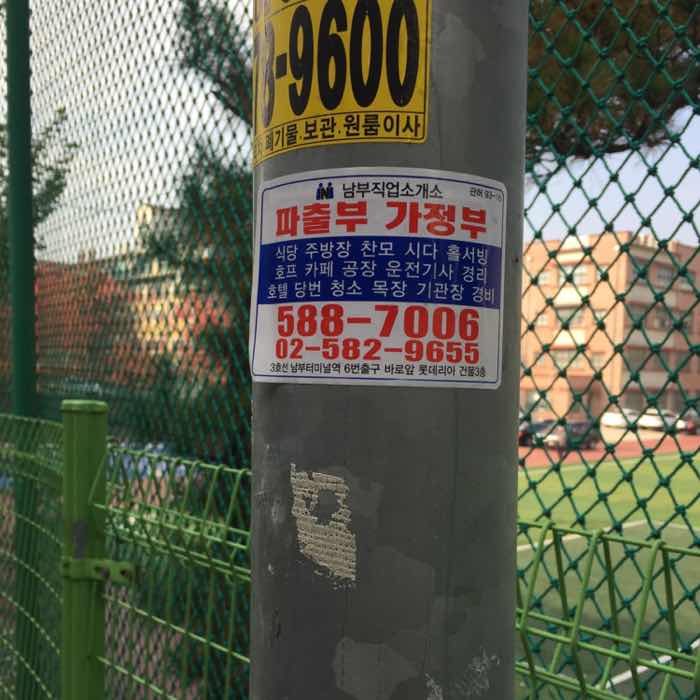 -9600
폐기물.보관.원룸이사
남부직업소개소
파출부 가정부
식당 주방장 찬모 시다 홀서빙
호프 카페 공장 운전기사 경리
호텔 당번 청소 목장 기관장 경비
588-7006
02-582-9655
3호선 남부터미널역 6번출구 바로앞 롯데리아 건물3층